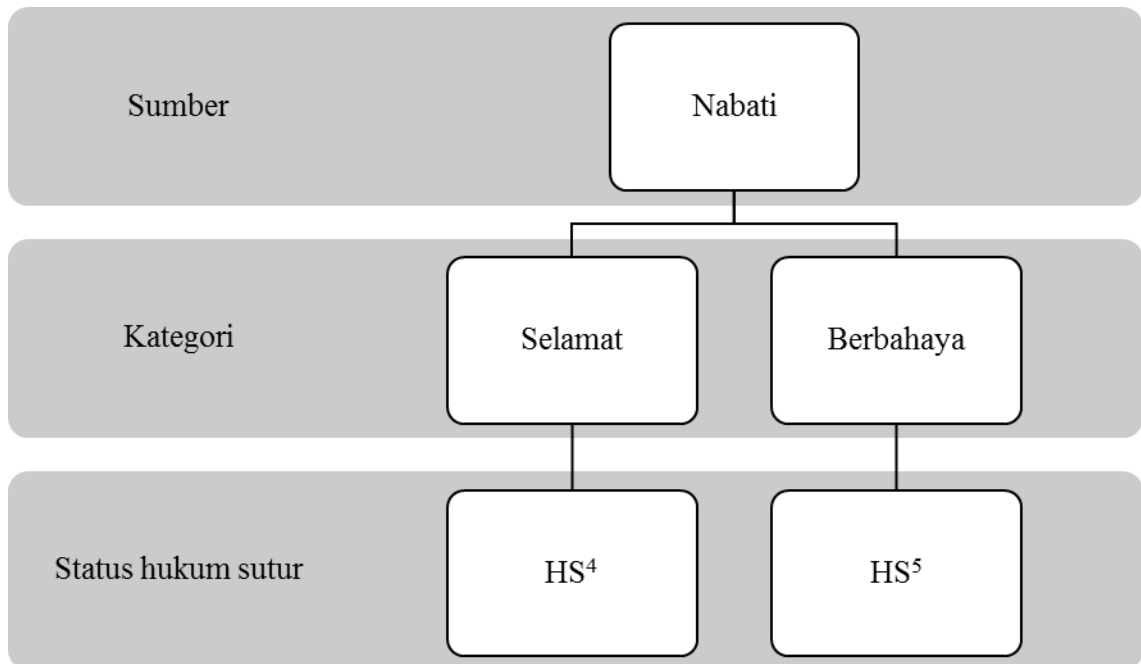 Sumber
Nabati
Kategori
Selamat
Berbahaya
Status hukum sutur
HS⁴
HS⁵